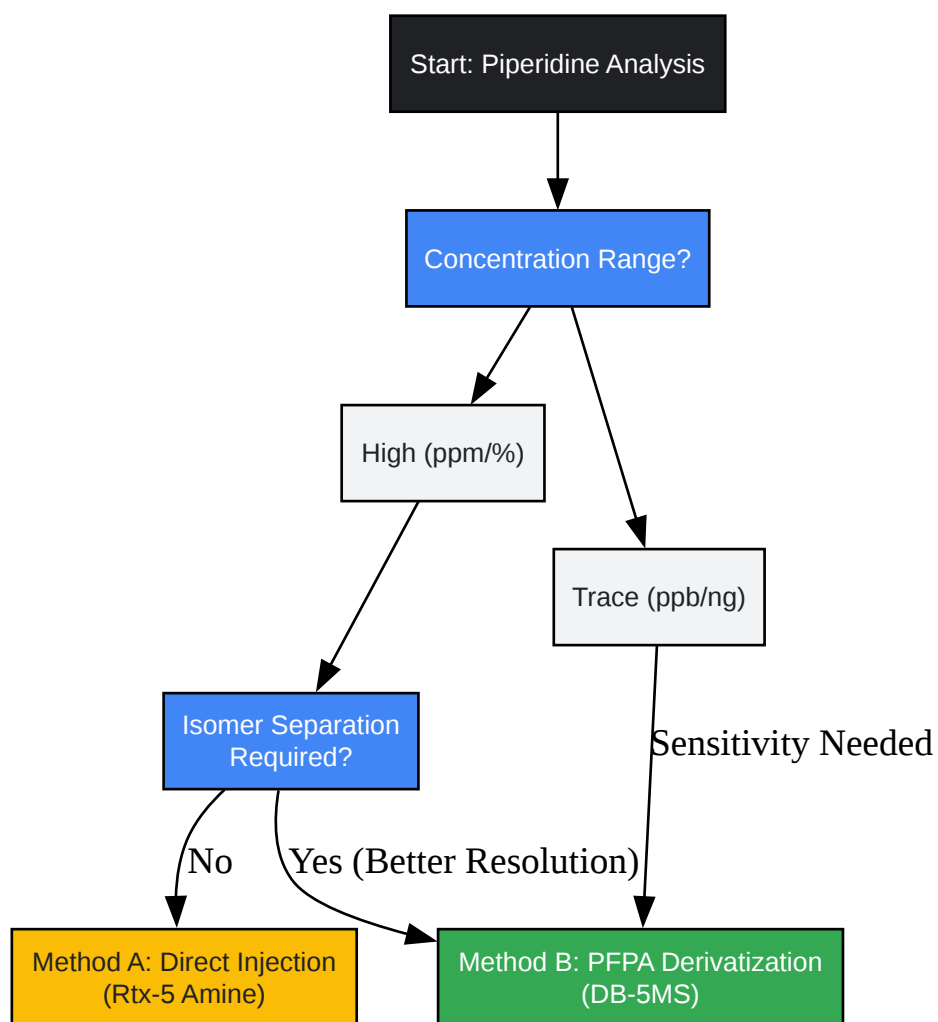 Start: Piperidine Analysis
Concentration Range?
High (ppm/%)
Trace (ppb/ng)
Isomer Separation
Required?
Sensitivity Needed
No
Yes (Better Resolution)
Method A: Direct Injection
(Rtx-5 Amine)
Method B: PFPA Derivatization
(DB-5MS)